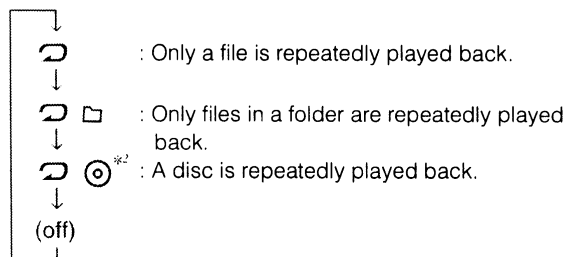 : Only a file is repeatedly played back.
: Only files in a folder are repeatedly played
back.
*2 : A disc is repeatedly played back.
(off)